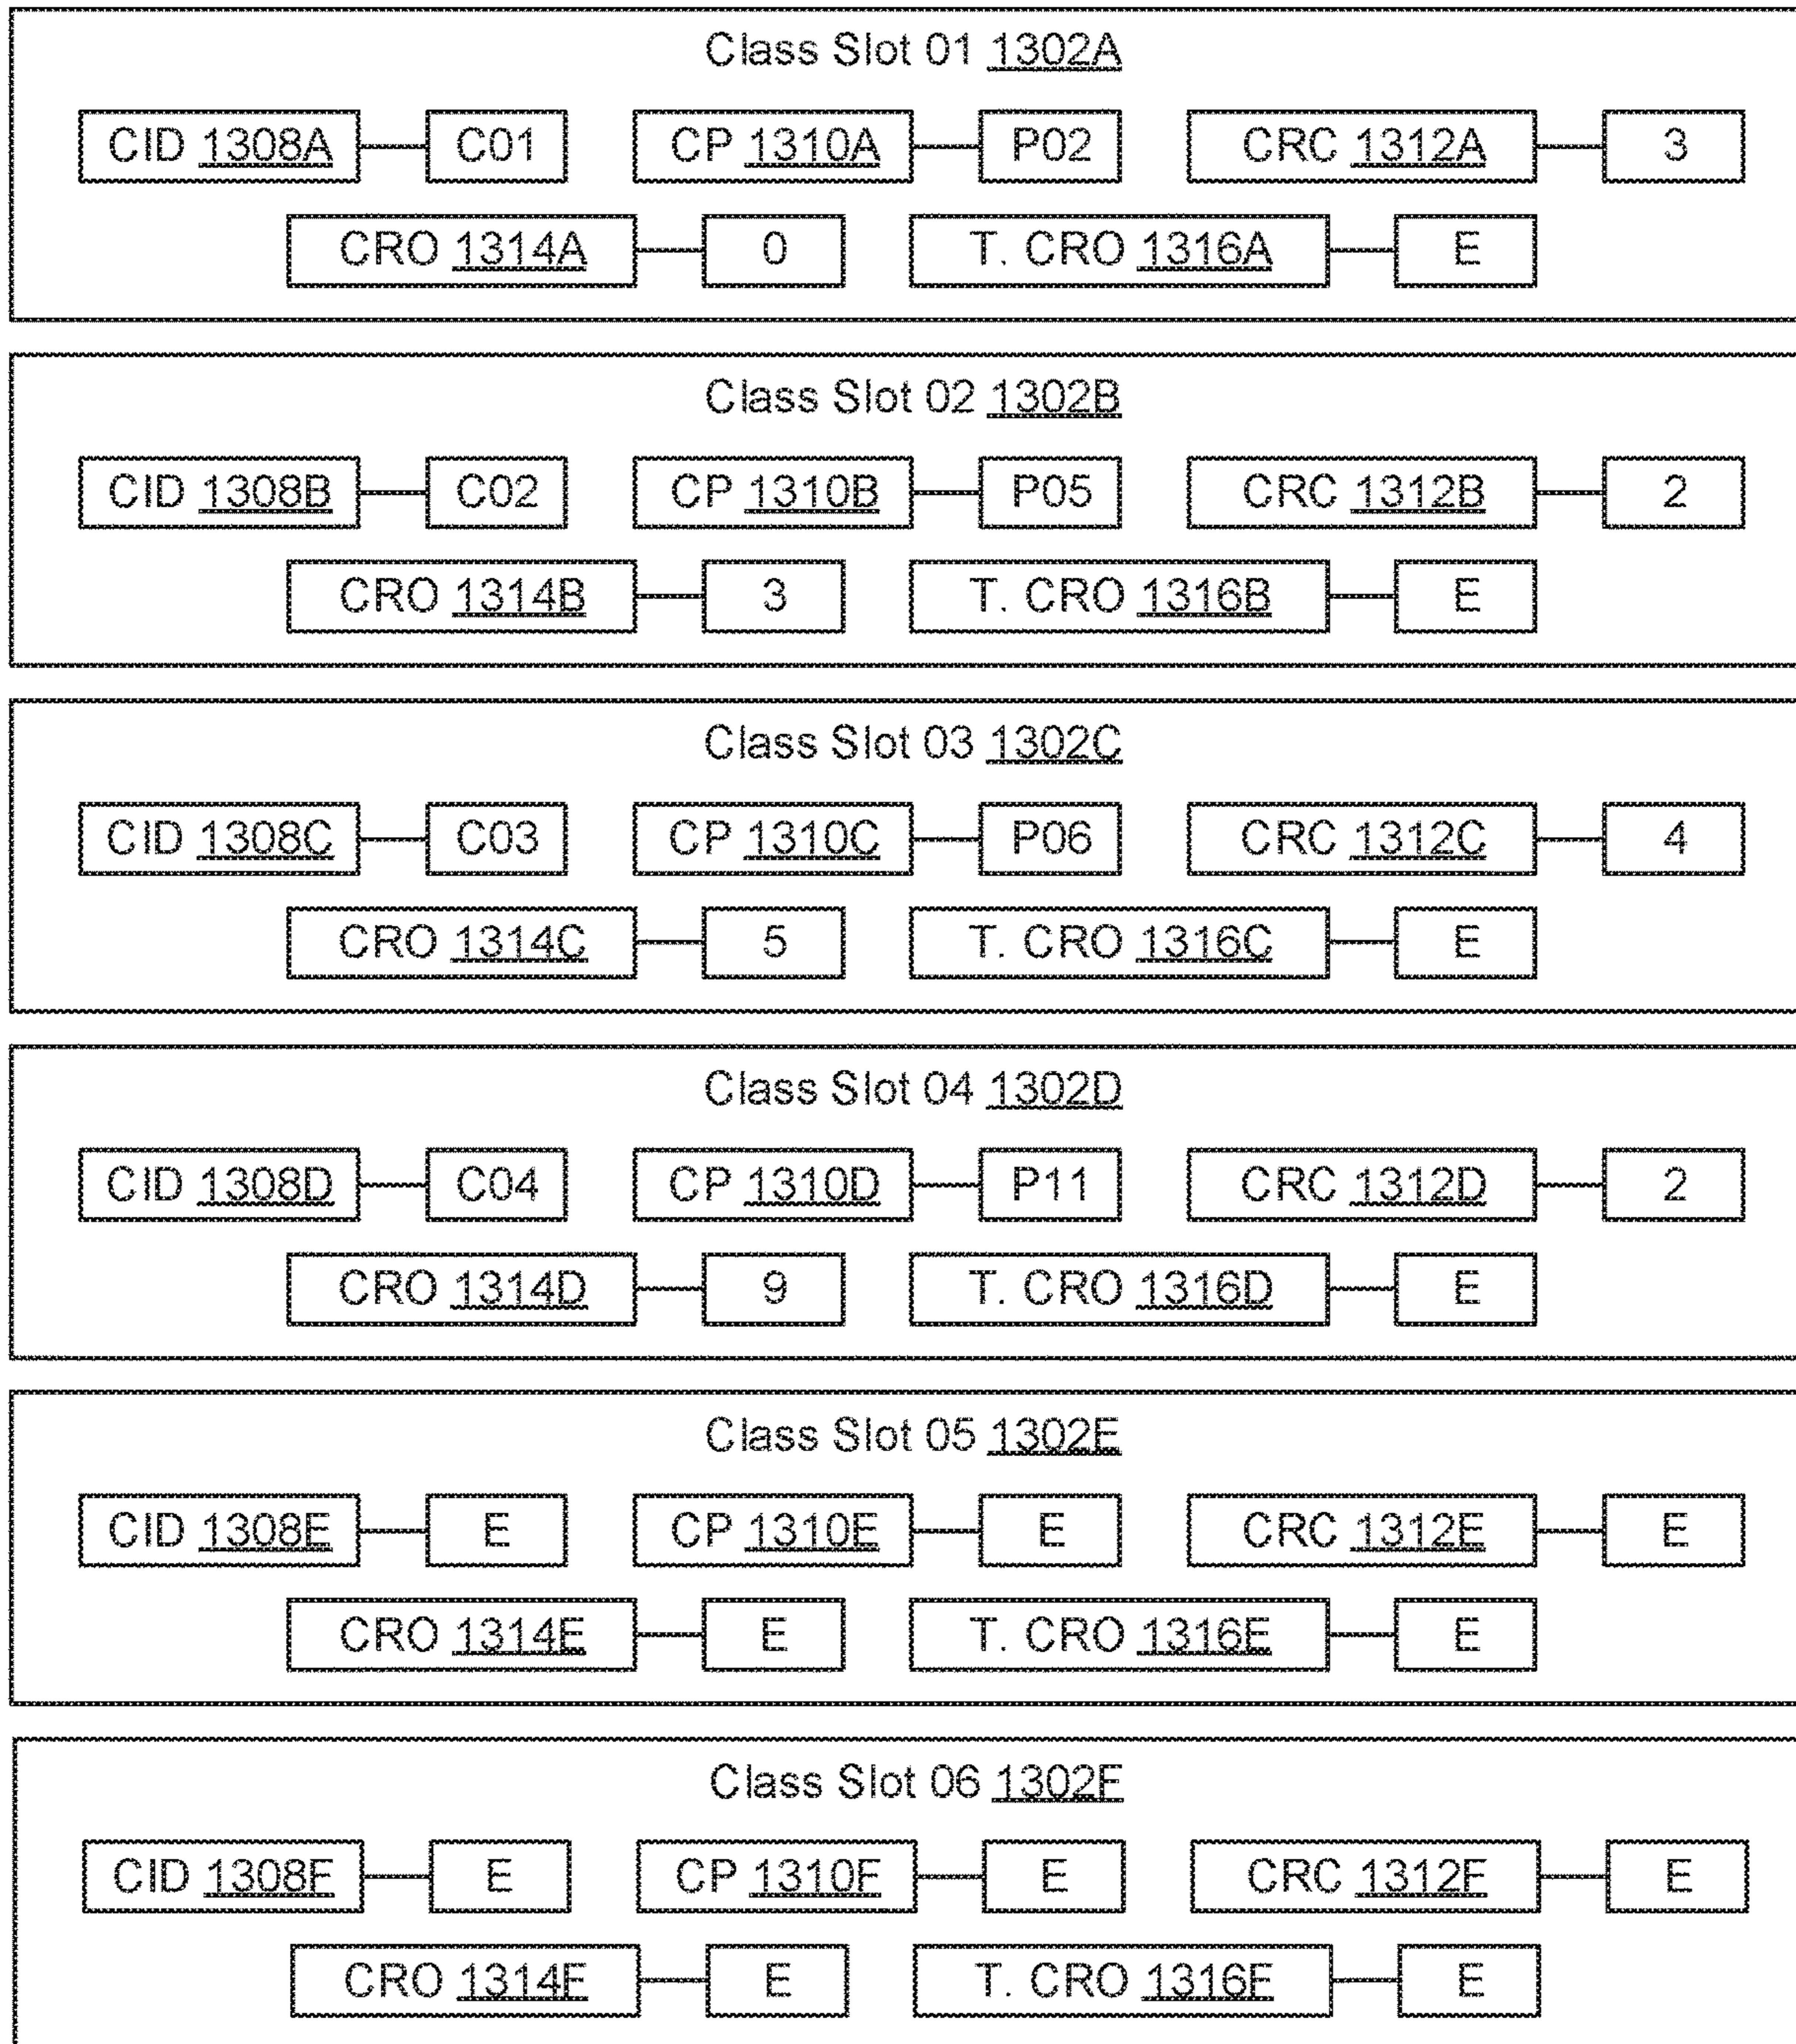 Class Slot 01 1302A
CID 1308A C01 CP 1310A P02 CRC 1312A 3
CRO 1314A 0 T. CRO 1316A E
Class Slot 02 1302B
CID 1308B C02 CP 1310B P05 CRC 1312B 2
CRO 1314B 3 T. CRO 1316B E
Class Slot 03 1302C
CID 1308C C03 CP 1310C P06 CRC 1312C 4
CRO 1314C 5 T. CRO 1316C E
Class Slot 04 1302D
CID 1308D C04 CP 1310D P11 CRC 1312D 2
CRO 1314D 9 T. CRO 1316D E
Class Slot 05 1302E
CID 1308E E CP 1310E E CRC 1312E E
CRO 1314E E T. CRO 1316E E
Class Slot 06 1302F
CID 1308F E CP 1310F E CRC 1312F E
CRO 1314F E T. CRO 1316F E